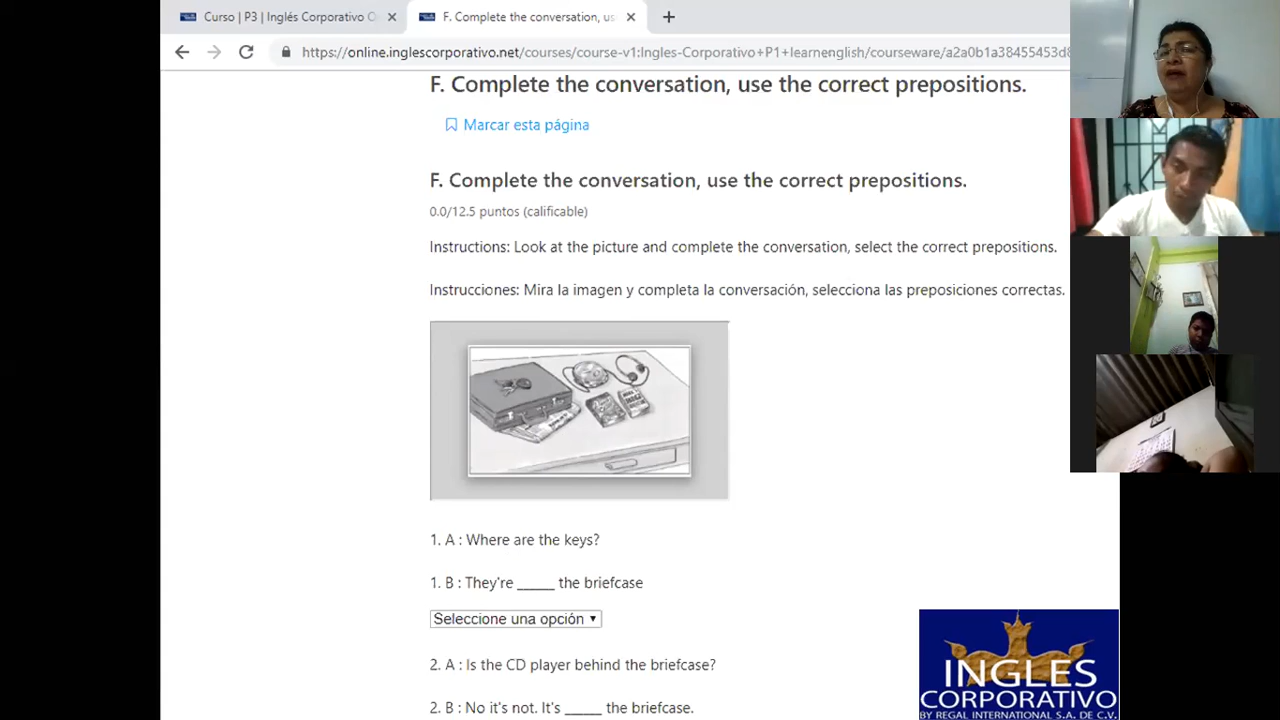 Curso | P3 | Inglés Corporativo O
F. Complete the conversation, us
https://online.inglescorporativo.net/courses/course-v1:Ingles-Corporativo+P1+learnenglish/courseware/a2a0b1a38455453d8
F. Complete the conversation, use the correct prepositions.
Marcar esta página
F. Complete the conversation, use the correct prepositions.
0.0/12.5 puntos (calificable)
Instructions: Look at the picture and complete the conversation, select the correct prepositions.
Instrucciones: Mira la imagen y completa la conversación, selecciona las preposiciones correctas.
1. A : Where are the keys?
1. B : They're ______ the briefcase
Seleccione una opción
2. A : Is the CD player behind the briefcase?
2. B : No it's not. It's ______ the briefcase.
INGLES
CORPORATIVO
BY REGAL INTERNATIONAL S.A. DE C.V.